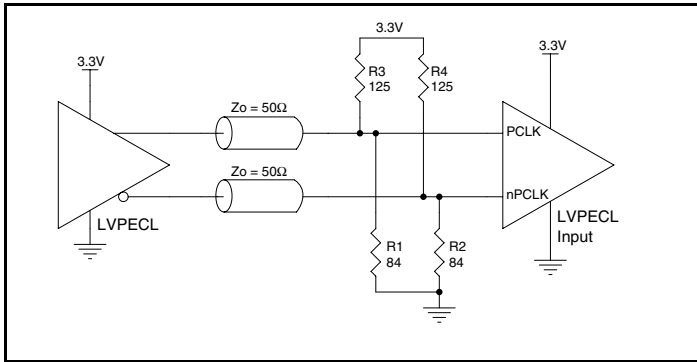 3.3V
3.3V
3.3V
R3
125
R4
125
Zo = 50Ω
PCLK
Zo = 50Ω
nPCLK
LVPECL
LVPECL
Input
R1
84
R2
84